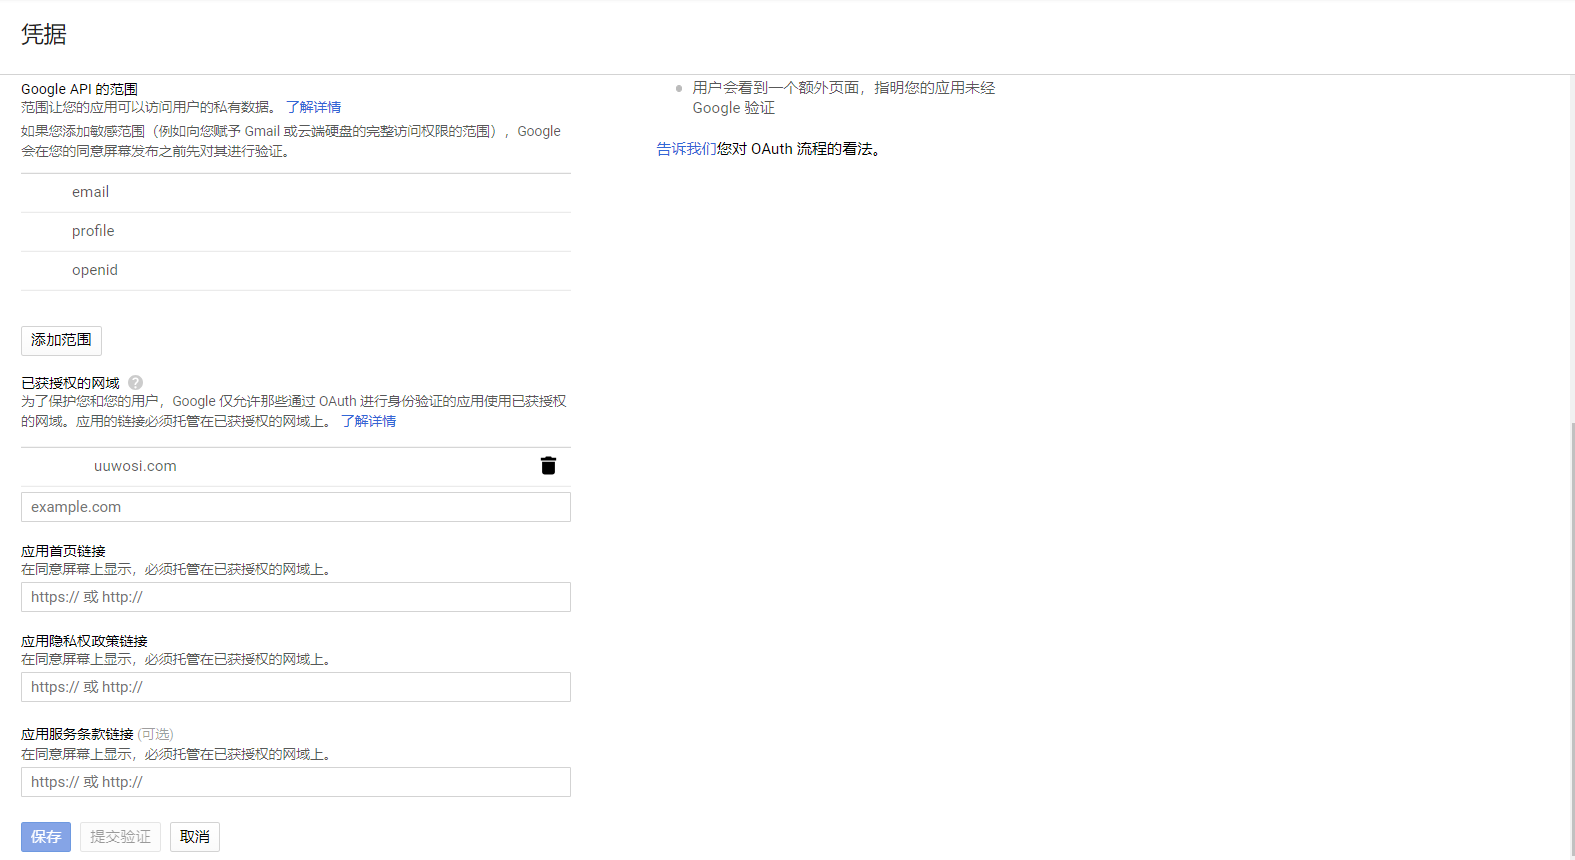 凭据
Google API 的范围
范围让您的应用可以访问用户的私有数据。 了解详情
如果您添加敏感范围（例如向您赋予 Gmail 或云端硬盘的完整访问权限的范围），Google
会在您的同意屏幕发布之前先对其进行验证。
email
profile
openid
添加范围
已获授权的网域 ?
为了保护您和您的用户，Google 仅允许那些通过 OAuth 进行身份验证的应用使用已获授权
的网域。应用的链接必须托管在已获授权的网域上。 了解详情
uuwosi.com
example.com
应用首页链接
在同意屏幕上显示，必须托管在已获授权的网域上。
https:// 或 http://
应用隐私权政策链接
在同意屏幕上显示，必须托管在已获授权的网域上。
https:// 或 http://
应用服务条款链接 (可选)
在同意屏幕上显示，必须托管在已获授权的网域上。
https:// 或 http://
保存 提交验证 取消
用户会看到一个额外页面，指明您的应用未经
Google 验证
告诉我们您对 OAuth 流程的看法。